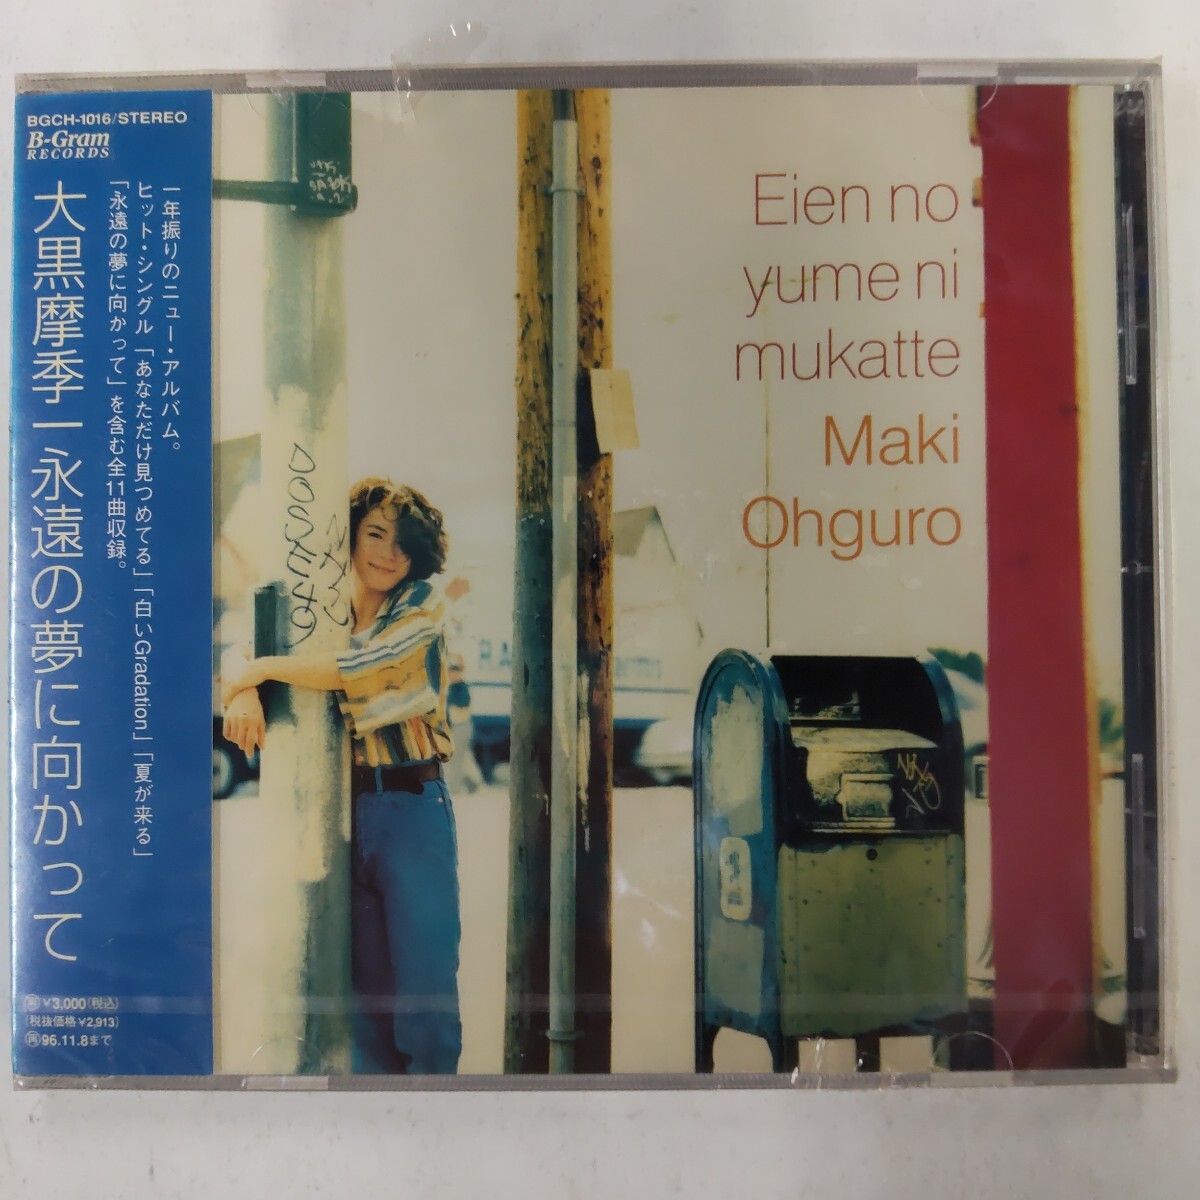 BGCH-1016/STEREO
B-Gram
RECORDS
一年振りのニュー・アルバム。
ヒット・シングル「あなただけ見つめてる」「白いGradation」「夏が来る」
「永遠の夢に向かって」を含む全11曲収録。
大黒摩季―永遠の夢に向かって
再¥3,000(税込)
(税抜価格¥2,913)
再96.11.8まで
Eien no
yume ni
mukatte
Maki
Ohguro